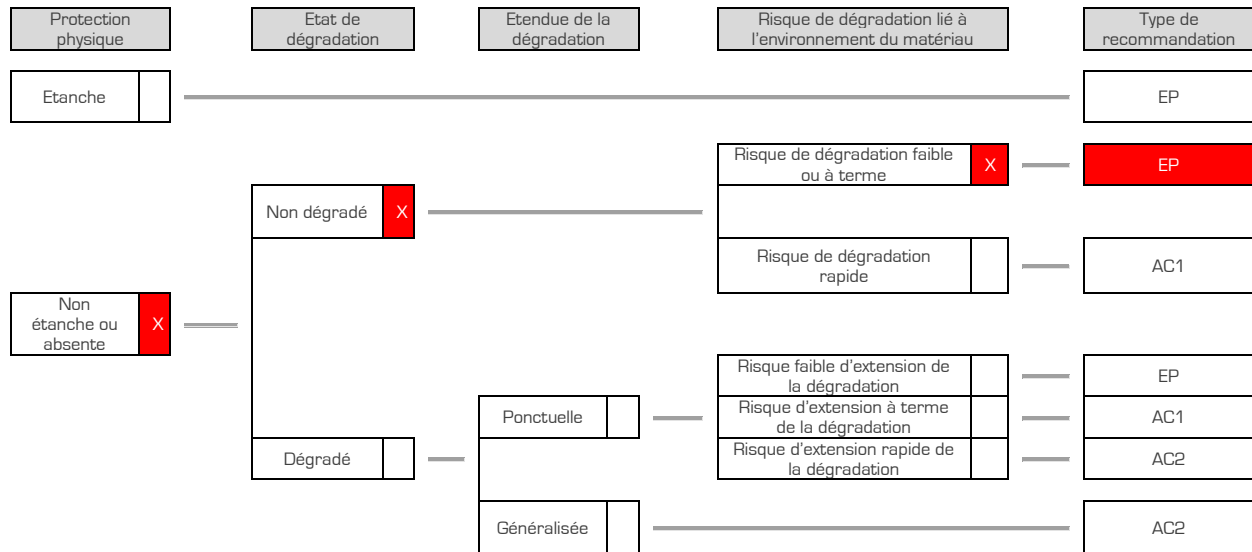 Protection
physique
Etat de
dégradation
Etendue de la
dégradation
Risque de dégradation lié à
l'environnement du matériau
Type de
recommandation
Etanche
EP
Risque de dégradation faible
ou à terme
X
EP
Non dégradé
X
Risque de dégradation
rapide
AC1
Non
étanche ou
absente
X
Risque faible d'extension de
la dégradation
EP
Ponctuelle
Risque d'extension à terme
de la dégradation
AC1
Dégradé
Risque d'extension rapide de
la dégradation
AC2
Généralisée
AC2